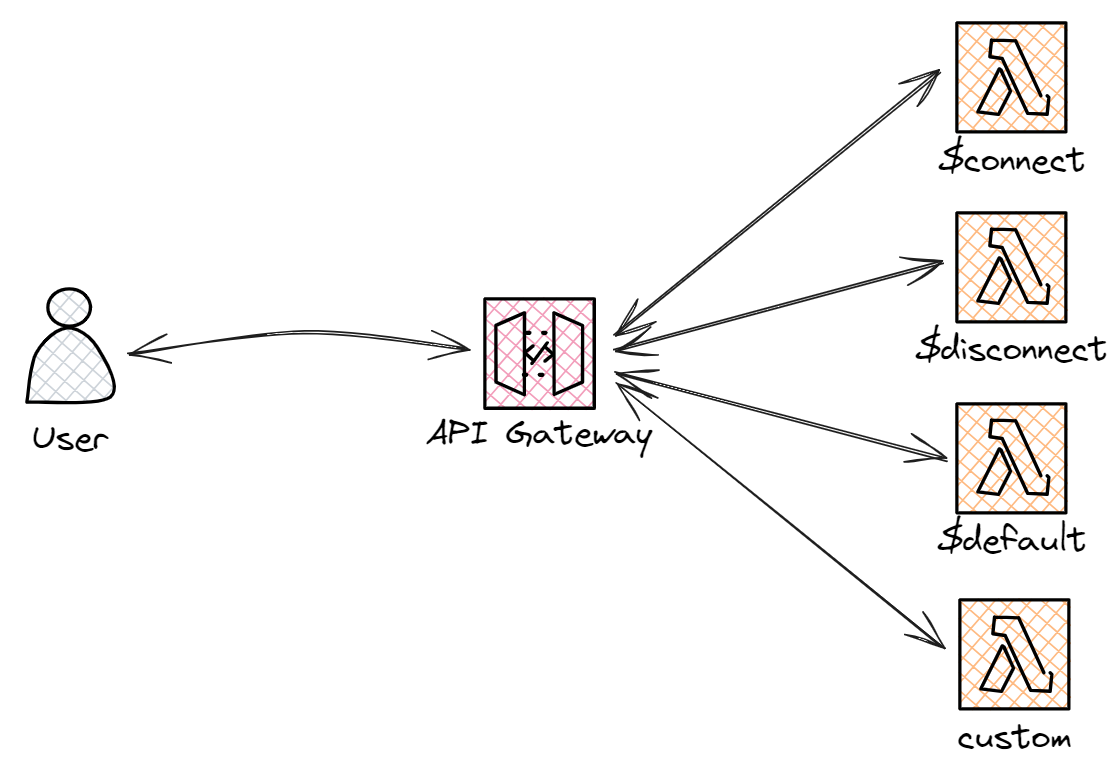 $connect
$disconnect
User
API Gateway
$default
custom